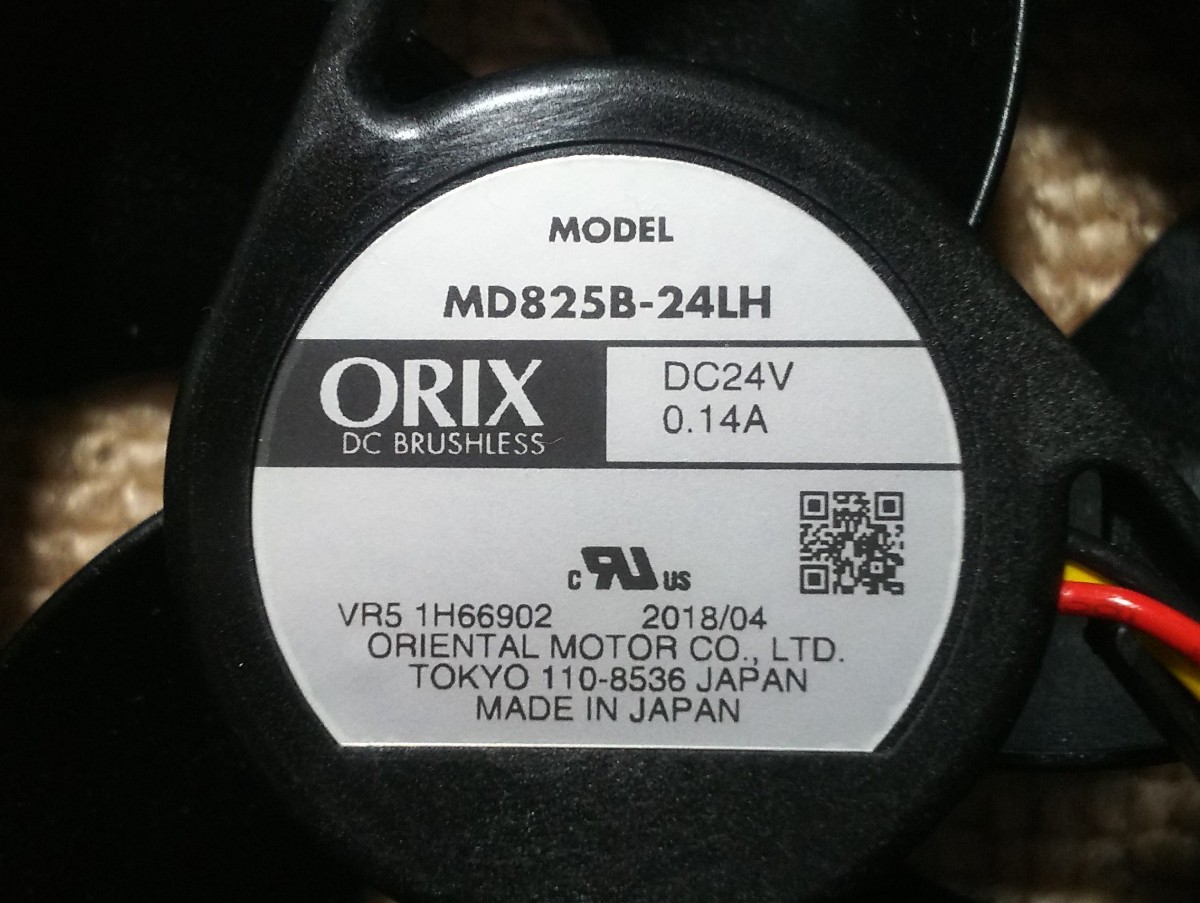 MODEL
MD825B-24LH
ORIX
DC BRUSHLESS
DC24V
0.14A
c RU US
VR5 1H66902 2018/04
ORIENTAL MOTOR CO., LTD.
TOKYO 110-8536 JAPAN
MADE IN JAPAN